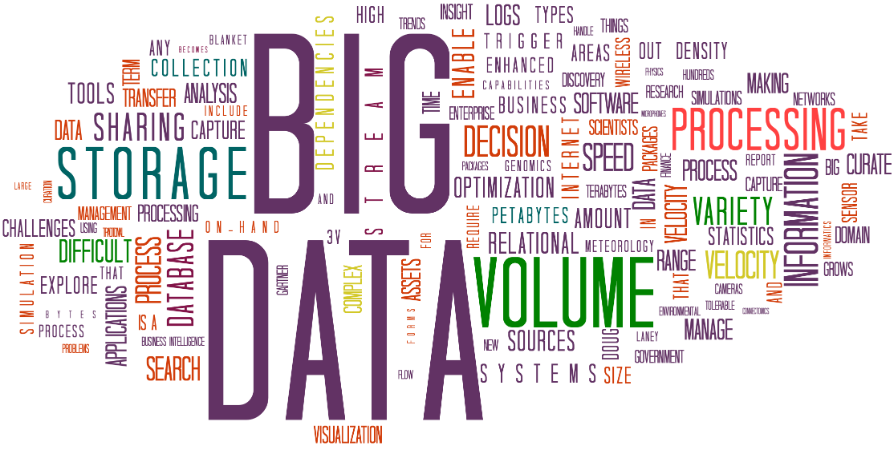 BIG
DATA
VOLUME
STORAGE
PROCESSING
INFORMATION
DEPENDENCIES
STREAM
HIGH
TRENDS
INSIGHT
LOGS
TYPES
HANDLE
THINGS
ANY
BECOMES
BLANKET
COLLECTION
TERM
TOOLS
TRANSFER
ANALYSIS
INCLUDE
DATA
SHARING
CAPTURE
TRIGGER
ENABLE
ENHANCED
CAPABILITIES
AREAS
WIRELESS
OUT
DENSITY
PHYSICS
HUNDREDS
DISCOVERY
RESEARCH
SIMULATIONS
MAKING
NETWORKS
TIME
ENTERPRISE
BUSINESS
SOFTWARE
MICROPHONES
DECISION
INTERNET
SCIENTISTS
PACKAGES
TAKE
PACKAGES
GENOMICS
SPEED
FINANCE
PROCESS
REPORT
BIG
CURATE
OPTIMIZATION
TERABYTES
DATA
CAPTURE
SENSOR
LARGE
AND
PETABYTES
AMOUNT
IN
VELOCITY
VARIETY
MANAGEMENT
PROCESSING
ON-HAND
CHALLENGES
USING
3V
FOR
REQUIRE
RELATIONAL
METEOROLOGY
STATISTICS
INFORMATICS
DOMAIN
DIFFICULT
PROCESS
DATABASE
SIMULATION
EXPLORE
THAT
GARTNER
COMPLEX
ASSETS
RANGE
VELOCITY
GROWS
THAT
CAMERAS
AND
TOLERABLE
BYTES
APPLICATIONS
IS A
FORMS
ENVIRONMENTAL
CONNECTOMICS
PROCESS
BUSINESS INTELLIGENCE
PROBLEMS
NEW
SOURCES
DOUG
LANEY
MANAGE
GOVERNMENT
SEARCH
FLOW
SYSTEMS
SIZE
VISUALIZATION